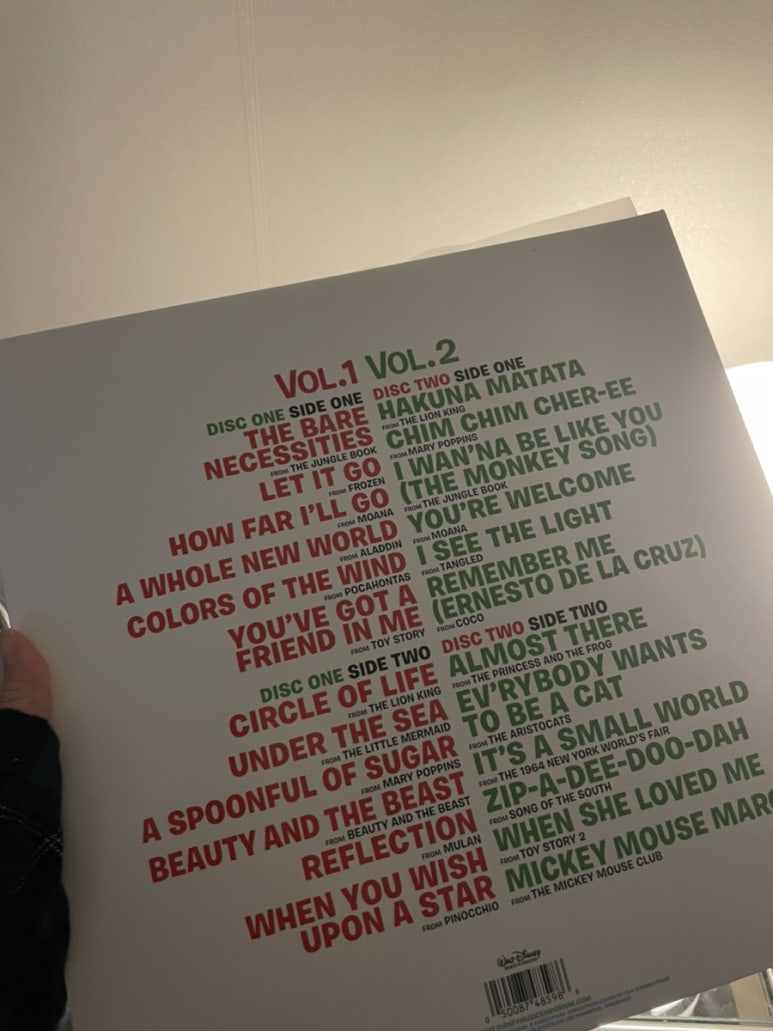 VOL.1
DISC ONE SIDE ONE
THE BARE
NECESSITIES
FROM THE JUNGLE BOOK
LET IT GO
FROM FROZEN
HOW FAR I'LL GO
FROM MOANA
A WHOLE NEW WORLD
FROM ALADDIN
COLORS OF THE WIND
FROM POCAHONTAS
YOU'VE GOT A
FRIEND IN ME
FROM TOY STORY
DISC ONE SIDE TWO
CIRCLE OF LIFE
FROM THE LION KING
UNDER THE SEA
FROM THE LITTLE MERMAID
A SPOONFUL OF SUGAR
FROM MARY POPPINS
BEAUTY AND THE BEAST
FROM BEAUTY AND THE BEAST
REFLECTION
FROM MULAN
WHEN YOU WISH
UPON A STAR
FROM PINOCCHIO
VOL.2
DISC TWO SIDE ONE
HAKUNA MATATA
FROM THE LION KING
CHIM CHIM CHER-EE
FROM MARY POPPINS
I WAN'NA BE LIKE YOU
(THE MONKEY SONG)
FROM THE JUNGLE BOOK
YOU'RE WELCOME
FROM MOANA
I SEE THE LIGHT
FROM TANGLED
REMEMBER ME
(ERNESTO DE LA CRUZ)
FROM COCO
DISC TWO SIDE TWO
ALMOST THERE
FROM THE PRINCESS AND THE FROG
EV'RYBODY WANTS
TO BE A CAT
FROM THE ARISTOCATS
IT'S A SMALL WORLD
FROM THE 1964 NEW YORK WORLD'S FAIR
ZIP-A-DEE-DOO-DAH
FROM SONG OF THE SOUTH
WHEN SHE LOVED ME
FROM TOY STORY 2
MICKEY MOUSE MARC
FROM THE MICKEY MOUSE CLUB
Walt Disney
RECORDS
0 50087 48598 6
DISNEYMUSICEMPORIUM.COM